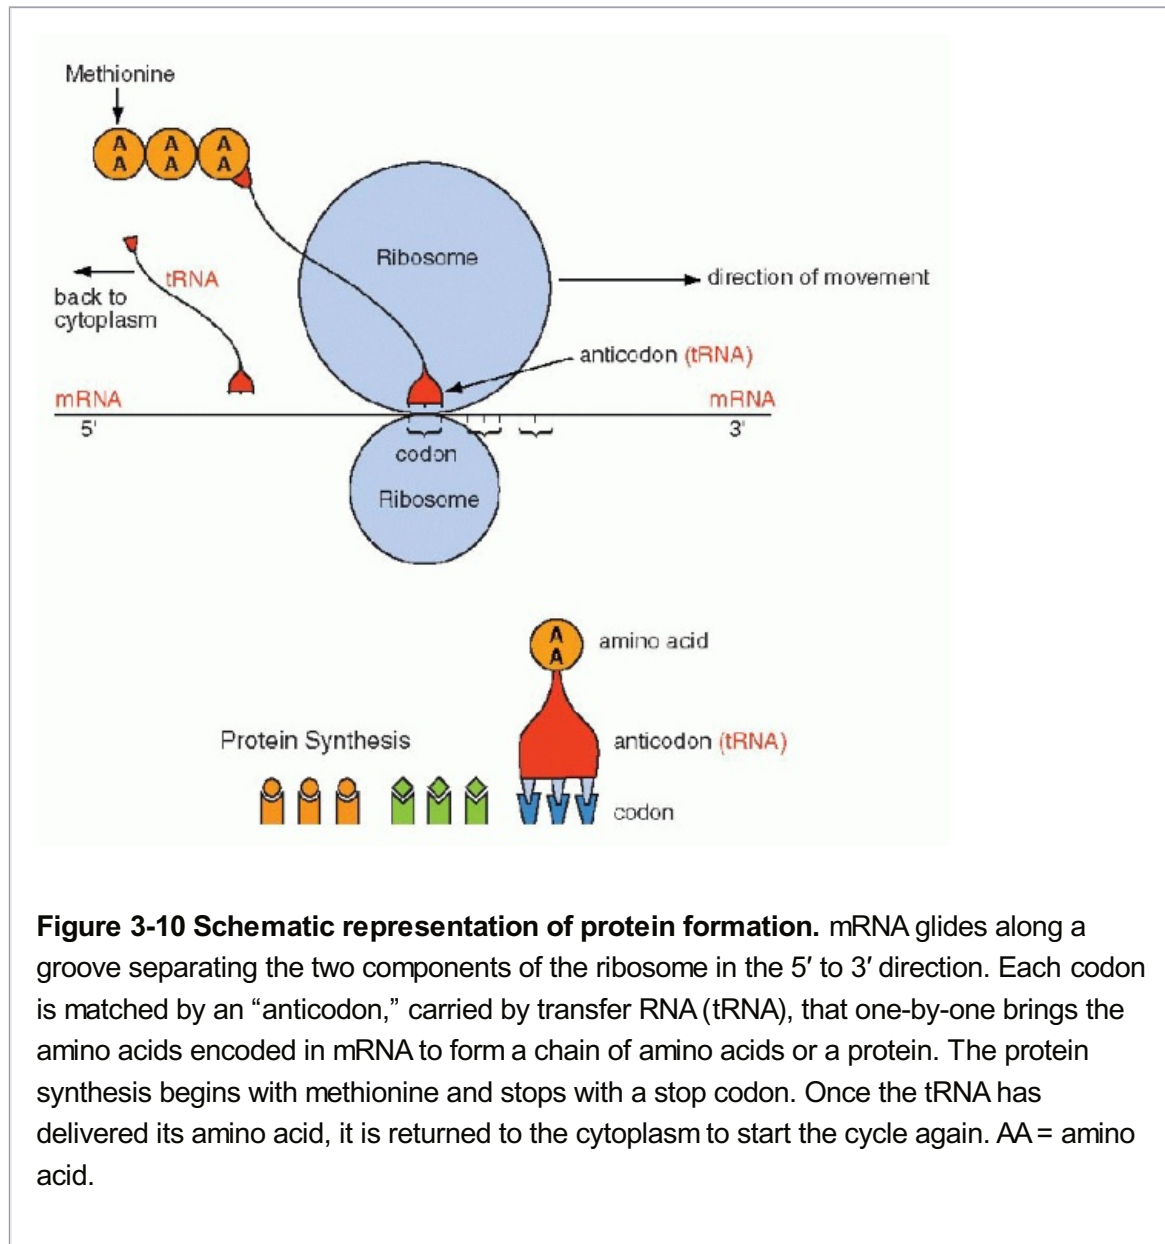 Methionine
A A A
A A A
Ribosome
direction of movement
tRNA
back to
cytoplasm
anticodon (tRNA)
mRNA
mRNA
5'
3'
codon
Ribosome
A
A
amino acid
Protein Synthesis
anticodon (tRNA)
codon
Figure 3-10 Schematic representation of protein formation. mRNA glides along a
groove separating the two components of the ribosome in the 5′ to 3′ direction. Each codon
is matched by an “anticodon,” carried by transfer RNA (tRNA), that one-by-one brings the
amino acids encoded in mRNA to form a chain of amino acids or a protein. The protein
synthesis begins with methionine and stops with a stop codon. Once the tRNA has
delivered its amino acid, it is returned to the cytoplasm to start the cycle again. AA = amino
acid.